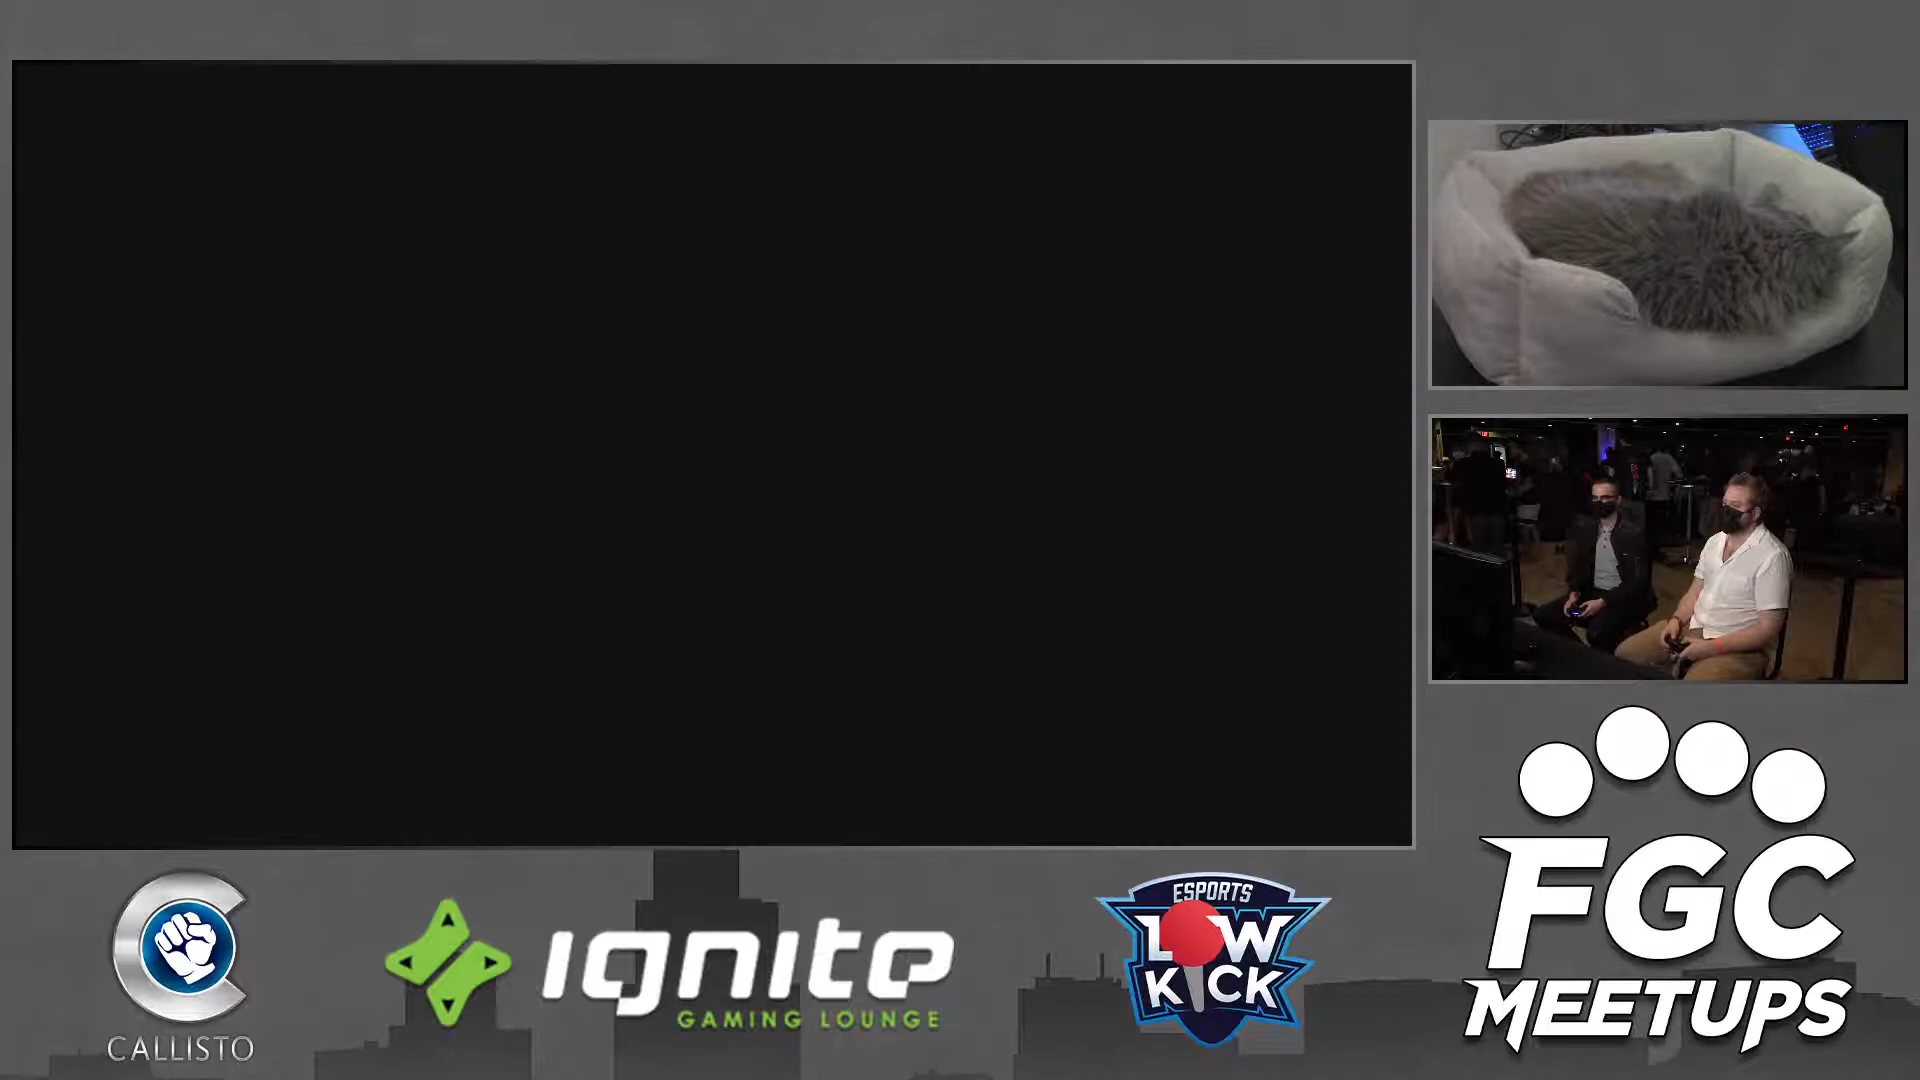 CALLISTO
ignite
GAMING LOUNGE
ESPORTS
LOW
KICK
FGC
MEETUPS